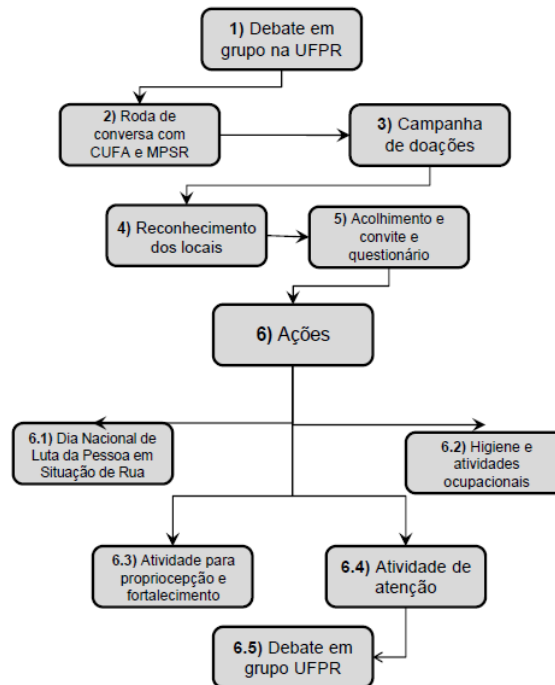 1) Debate em
grupo na UFPR
2) Roda de
conversa com
CUFA e MPSR
3) Campanha
de doações
4) Reconhecimento
dos locais
5) Acolhimento e
convite e
questionário
6) Ações
6.1) Dia Nacional de
Luta da Pessoa em
Situação de Rua
6.2) Higiene e
atividades
ocupacionais
6.3) Atividade para
propriocepção e
fortalecimento
6.4) Atividade de
atenção
6.5) Debate em
grupo UFPR